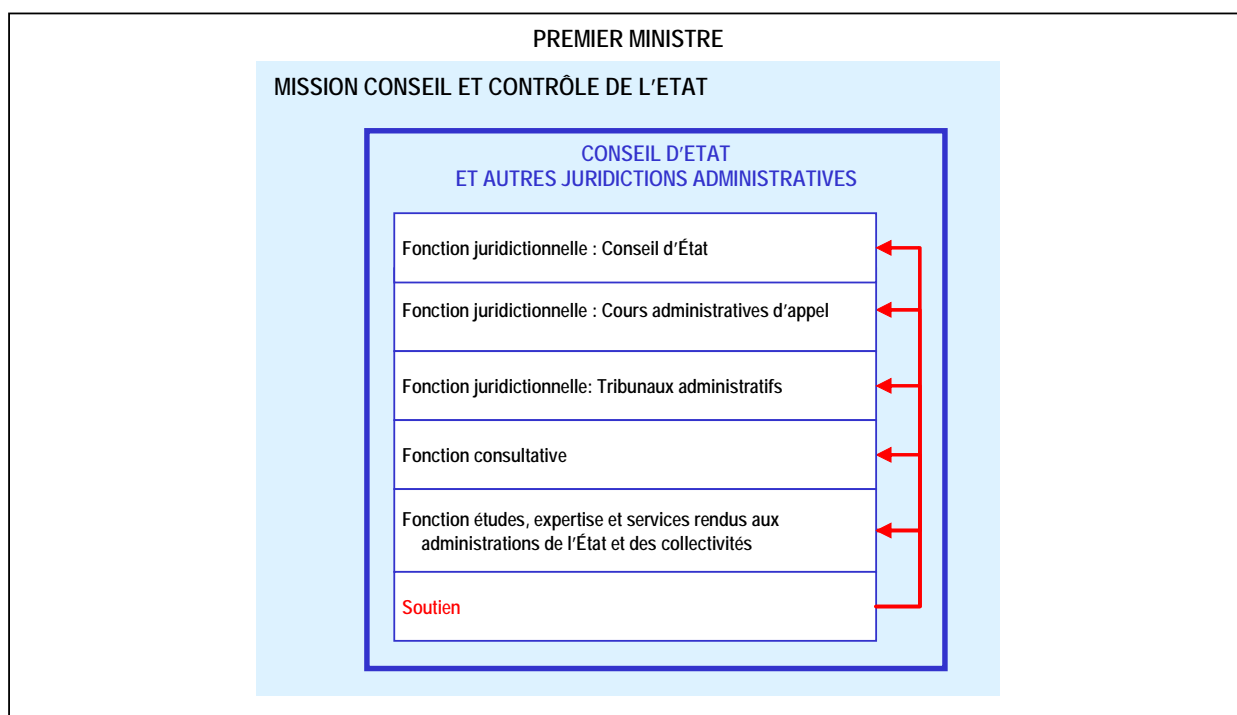 PREMIER MINISTRE
MISSION CONSEIL ET CONTRÔLE DE L'ETAT
CONSEIL D'ETAT
ET AUTRES JURIDICTIONS ADMINISTRATIVES
Fonction juridictionnelle : Conseil d'État
Fonction juridictionnelle : Cours administratives d'appel
Fonction juridictionnelle: Tribunaux administratifs
Fonction consultative
Fonction études, expertise et services rendus aux
administrations de l'État et des collectivités
Soutien